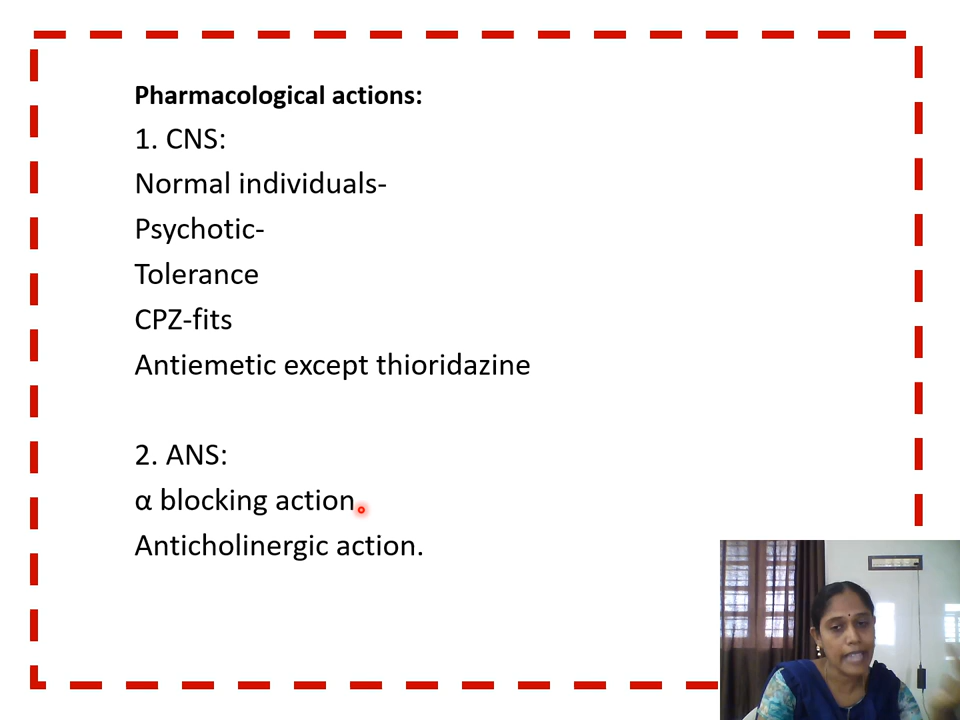 Pharmacological actions:
1. CNS:
Normal individuals-
Psychotic-
Tolerance
CPZ-fits
Antiemetic except thioridazine
2. ANS:
α blocking action.
Anticholinergic action.